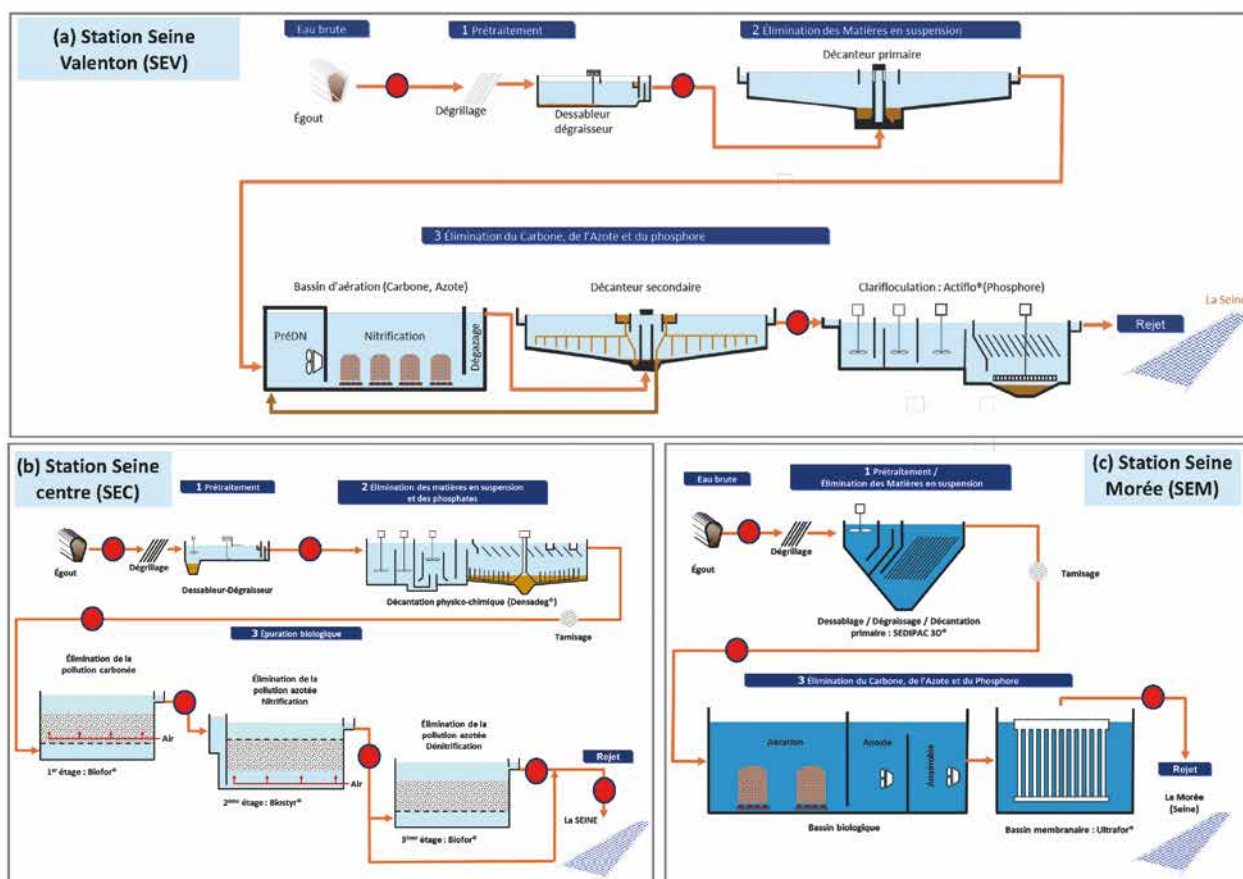 (a) Station Seine
Valenton (SEV)
Eau brute
1 Prétraitement
2 Élimination des Matières en suspension
Décanteur primaire
Égout
Dégrillage
Dessableur
dégraisseur
3 Élimination du Carbone, de l'Azote et du phosphore
Bassin d'aération (Carbone, Azote)
Décanteur secondaire
Clarifloculation : Actiflo® (Phosphore)
La Seine
PréDN
Nitrification
Dégazage
Rejet
(b) Station Seine
centre (SEC)
1 Prétraitement
2 Élimination des matières en suspension
et des phosphates
Égout
Dégrillage
Dessableur-Dégraisseur
Décantation physico-chimique (Densadeg®)
Tamisage
3 Épuration biologique
Élimination de la
pollution carbonée
Élimination de la
pollution azotée
Nitrification
Élimination de la
pollution azotée
Dénitrification
Air
1er étage : Biofor®
Air
2ème étage : Biostyr®
3ième étage : Biofor®
Rejet
La SEINE
(c) Station Seine
Morée (SEM)
Eau brute
1 Prétraitement /
Élimination des Matières en suspension
Égout
Dégrillage
Tamisage
Dessablage / Dégraissage / Décantation
primaire : SEDIPAC 3D®
3 Élimination du Carbone, de l'Azote et du Phosphore
Aération
Anoxie
Anaérobie
Bassin biologique
Bassin membranaire : Ultrafor®
Rejet
La Morée
(Seine)